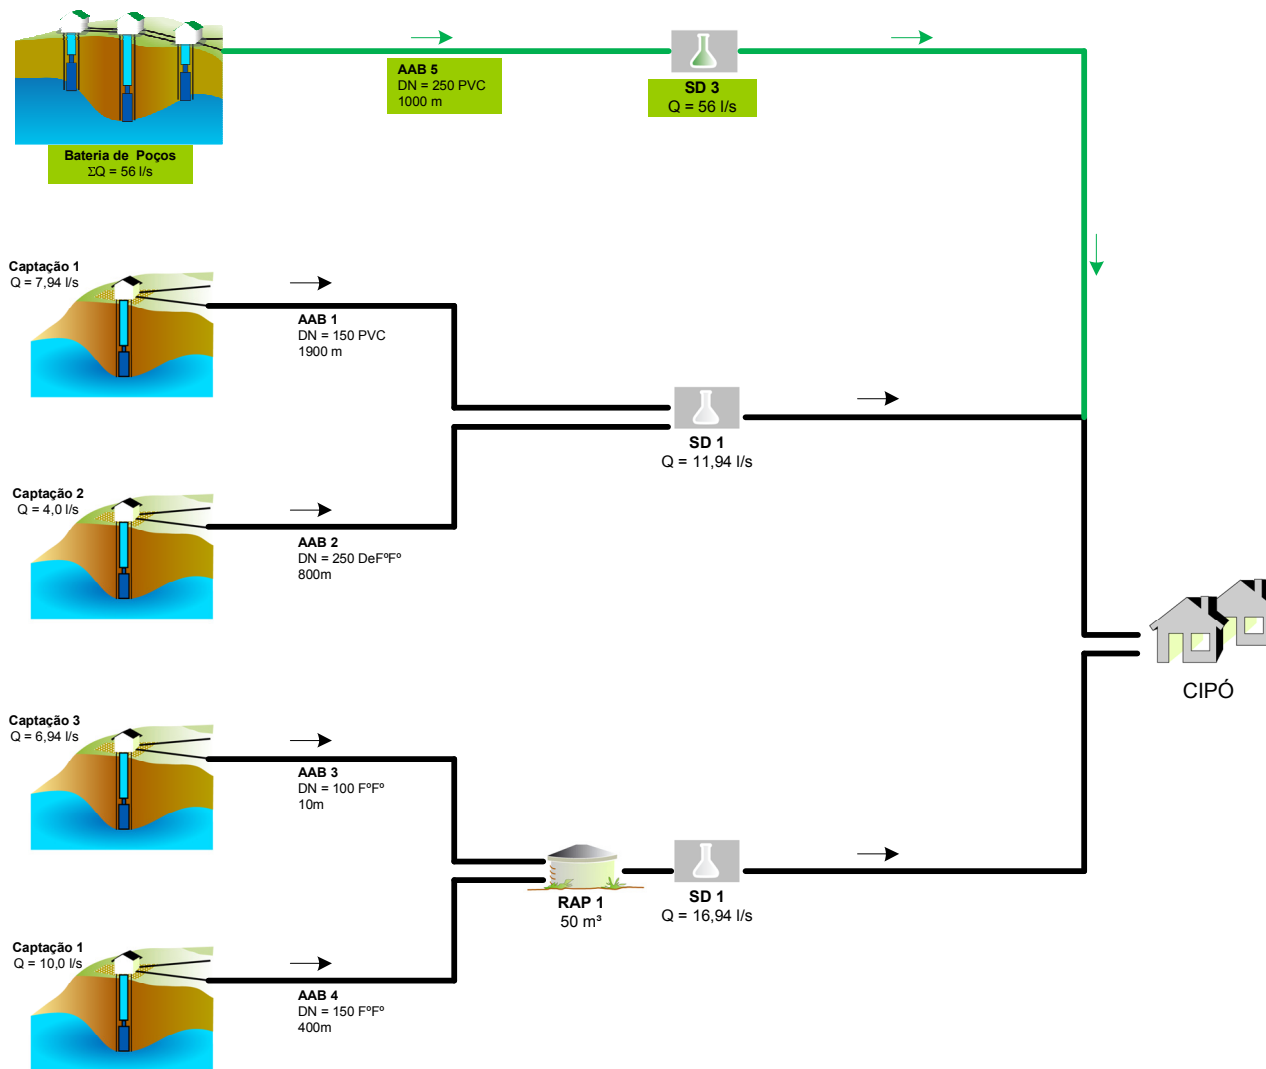 AAB 5
DN = 250 PVC
1000 m
SD 3
Q = 56 l/s
Bateria de Poços
ΣQ = 56 l/s
Captação 1
Q = 7,94 l/s
AAB 1
DN = 150 PVC
1900 m
SD 1
Q = 11,94 l/s
Captação 2
Q = 4,0 l/s
AAB 2
DN = 250 DeFºFº
800m
CIPÓ
Captação 3
Q = 6,94 l/s
AAB 3
DN = 100 FºFº
10m
RAP 1
50 m³
SD 1
Q = 16,94 l/s
Captação 1
Q = 10,0 l/s
AAB 4
DN = 150 FºFº
400m